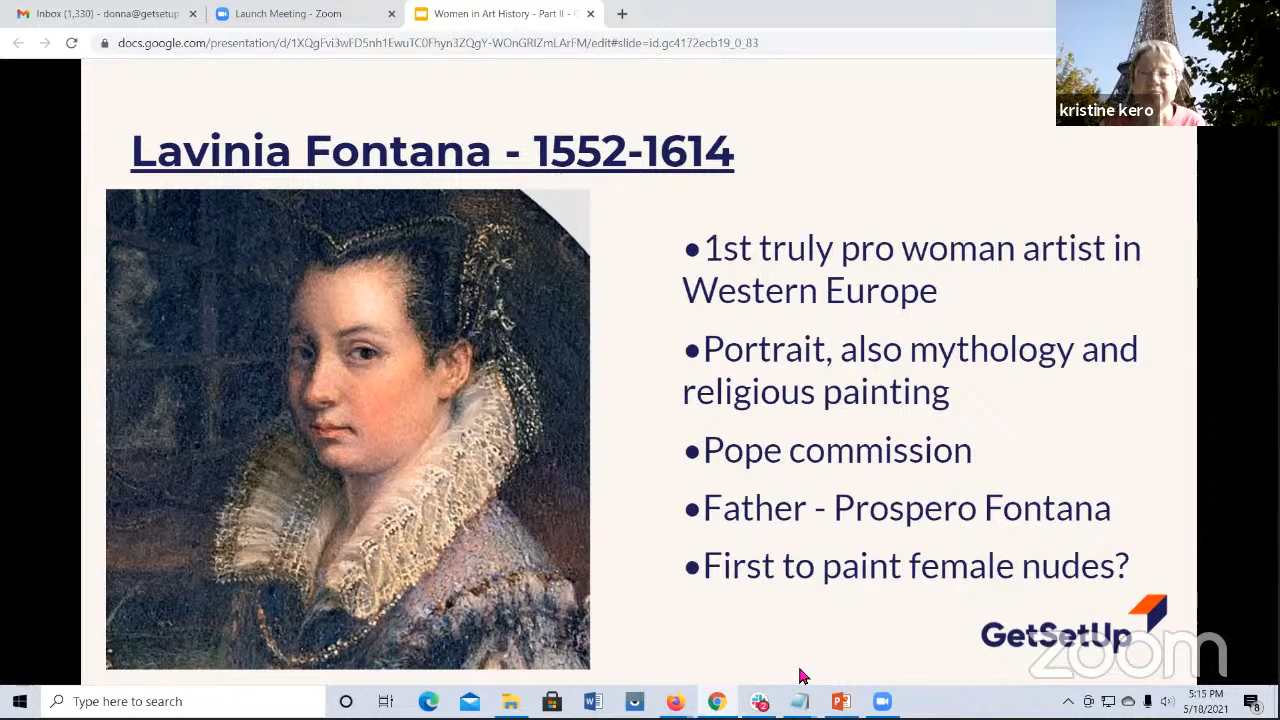 Inbox (1,330) - donna@getsetup
Launch Meeting - Zoom
Women in Art History - Part II - G
docs.google.com/presentation/d/1XQgFvi3wFD5nh1EwuTC0Fhyn3ZQgY-WOnGRlZmLArFM/edit#slide=id.gc4172ecb19_0_83
kristine kero
Lavinia Fontana - 1552-1614
•1st truly pro woman artist in
Western Europe
•Portrait, also mythology and
religious painting
•Pope commission
•Father - Prospero Fontana
•First to paint female nudes?
GetSetUp
zoom
Type here to search
2
5:15 PM
5/18/2021
8